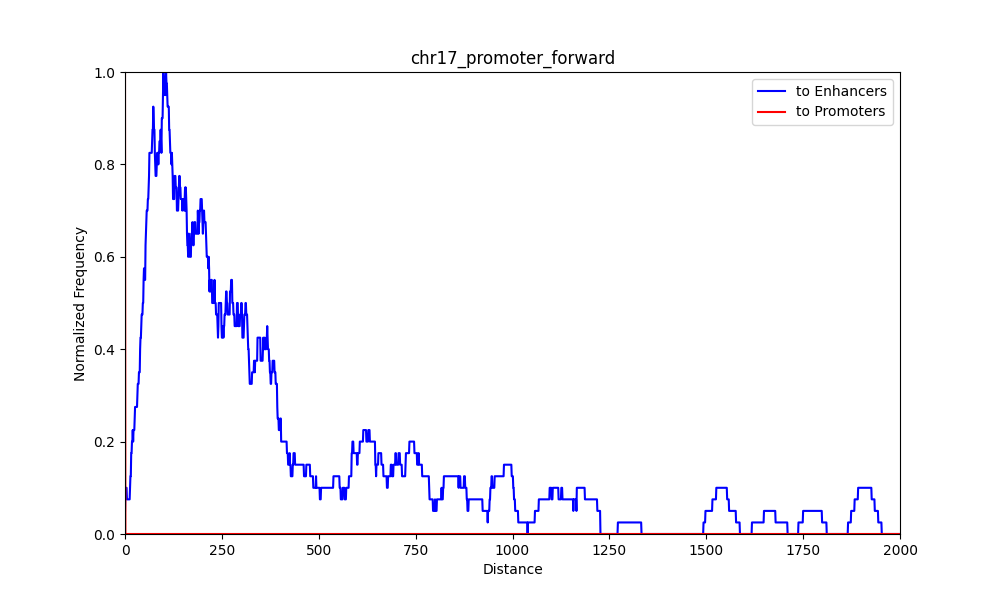 chr17_promoter_forward
to Enhancers
to Promoters
1.0
0.8
0.6
0.4
0.2
0.0
Normalized Frequency
0 250 500 750 1000 1250 1500 1750 2000
Distance